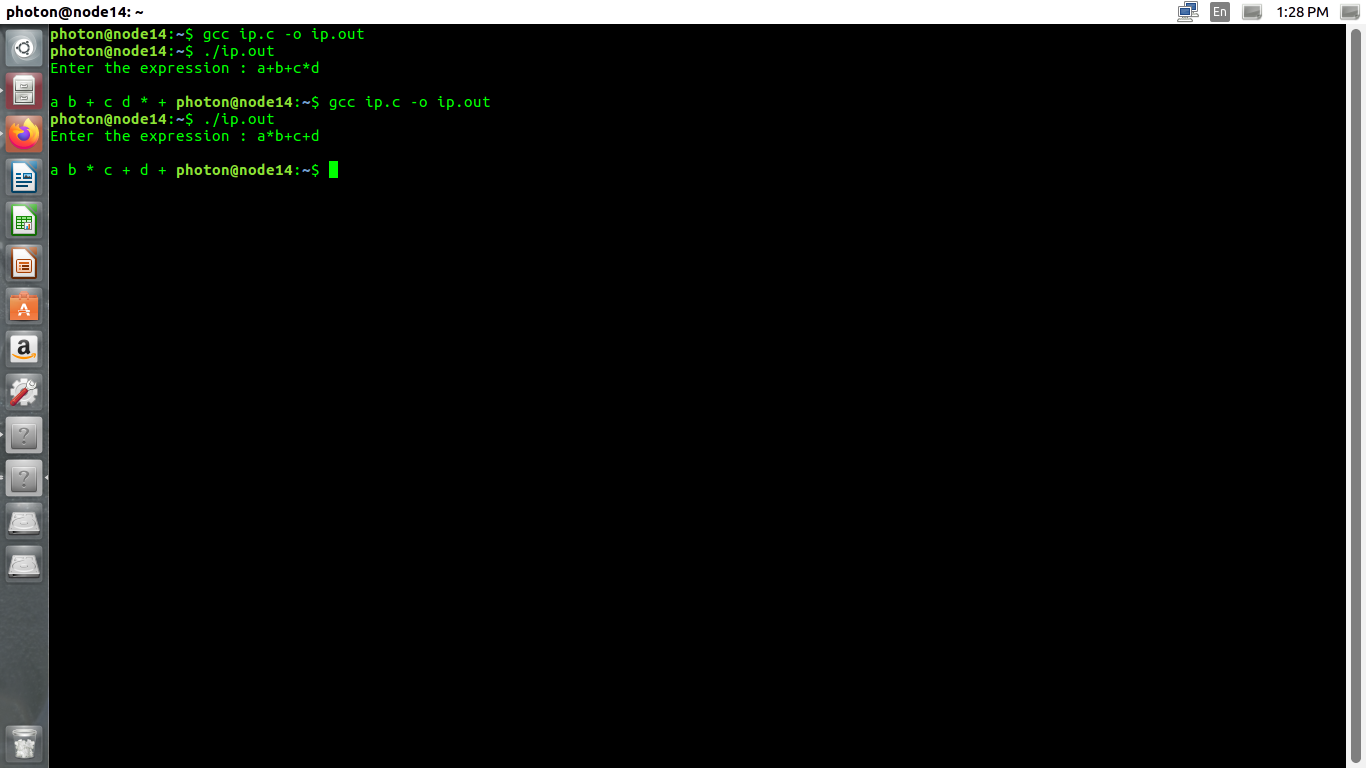 photon@node14: ~
En
1:28 PM
photon@node14:~$ gcc ip.c -o ip.out
photon@node14:~$ ./ip.out
Enter the expression : a+b+c*d
a b + c d * + photon@node14:~$ gcc ip.c -o ip.out
photon@node14:~$ ./ip.out
Enter the expression : a*b+c+d
a b * c + d + photon@node14:~$
A
a
?
?